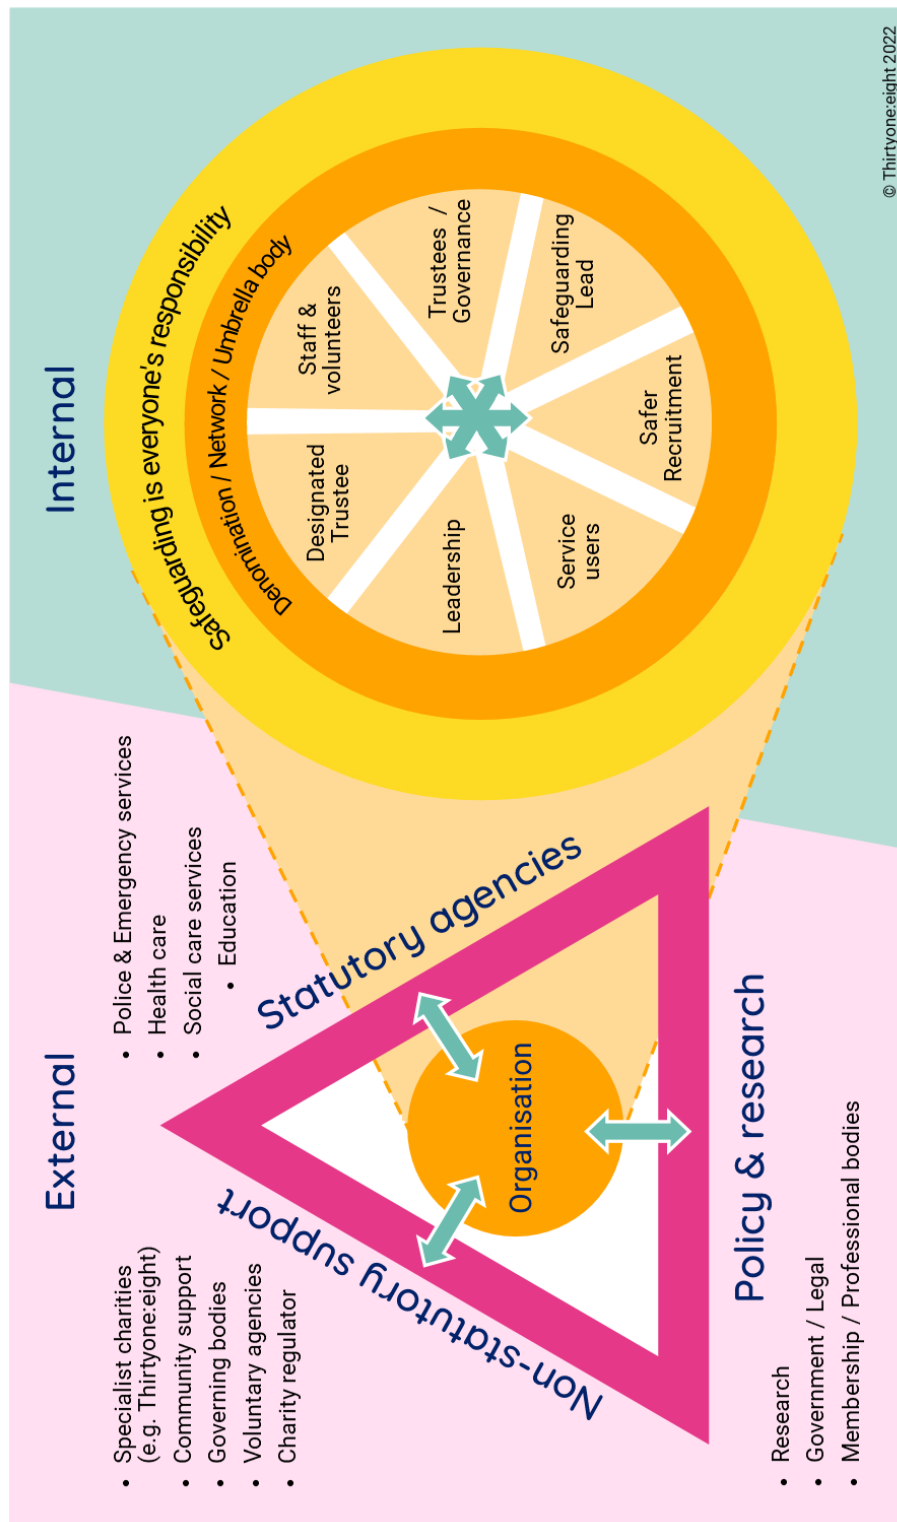 External
• Specialist charities
(e.g. Thirtyone:eight)
• Community support
• Governing bodies
• Voluntary agencies
• Charity regulator
• Police & Emergency services
• Health care
• Social care services
• Education
Non-statutory support
Statutory agencies
Organisation
Policy & research
• Research
• Government / Legal
• Membership / Professional bodies
Internal
Safeguarding is everyone's responsibility
Denomination / Network / Umbrella body
Designated
Trustee
Staff &
volunteers
Trustees /
Governance
Safeguarding
Lead
Safer
Recruitment
Service
users
Leadership
© Thirtyone:eight 2022